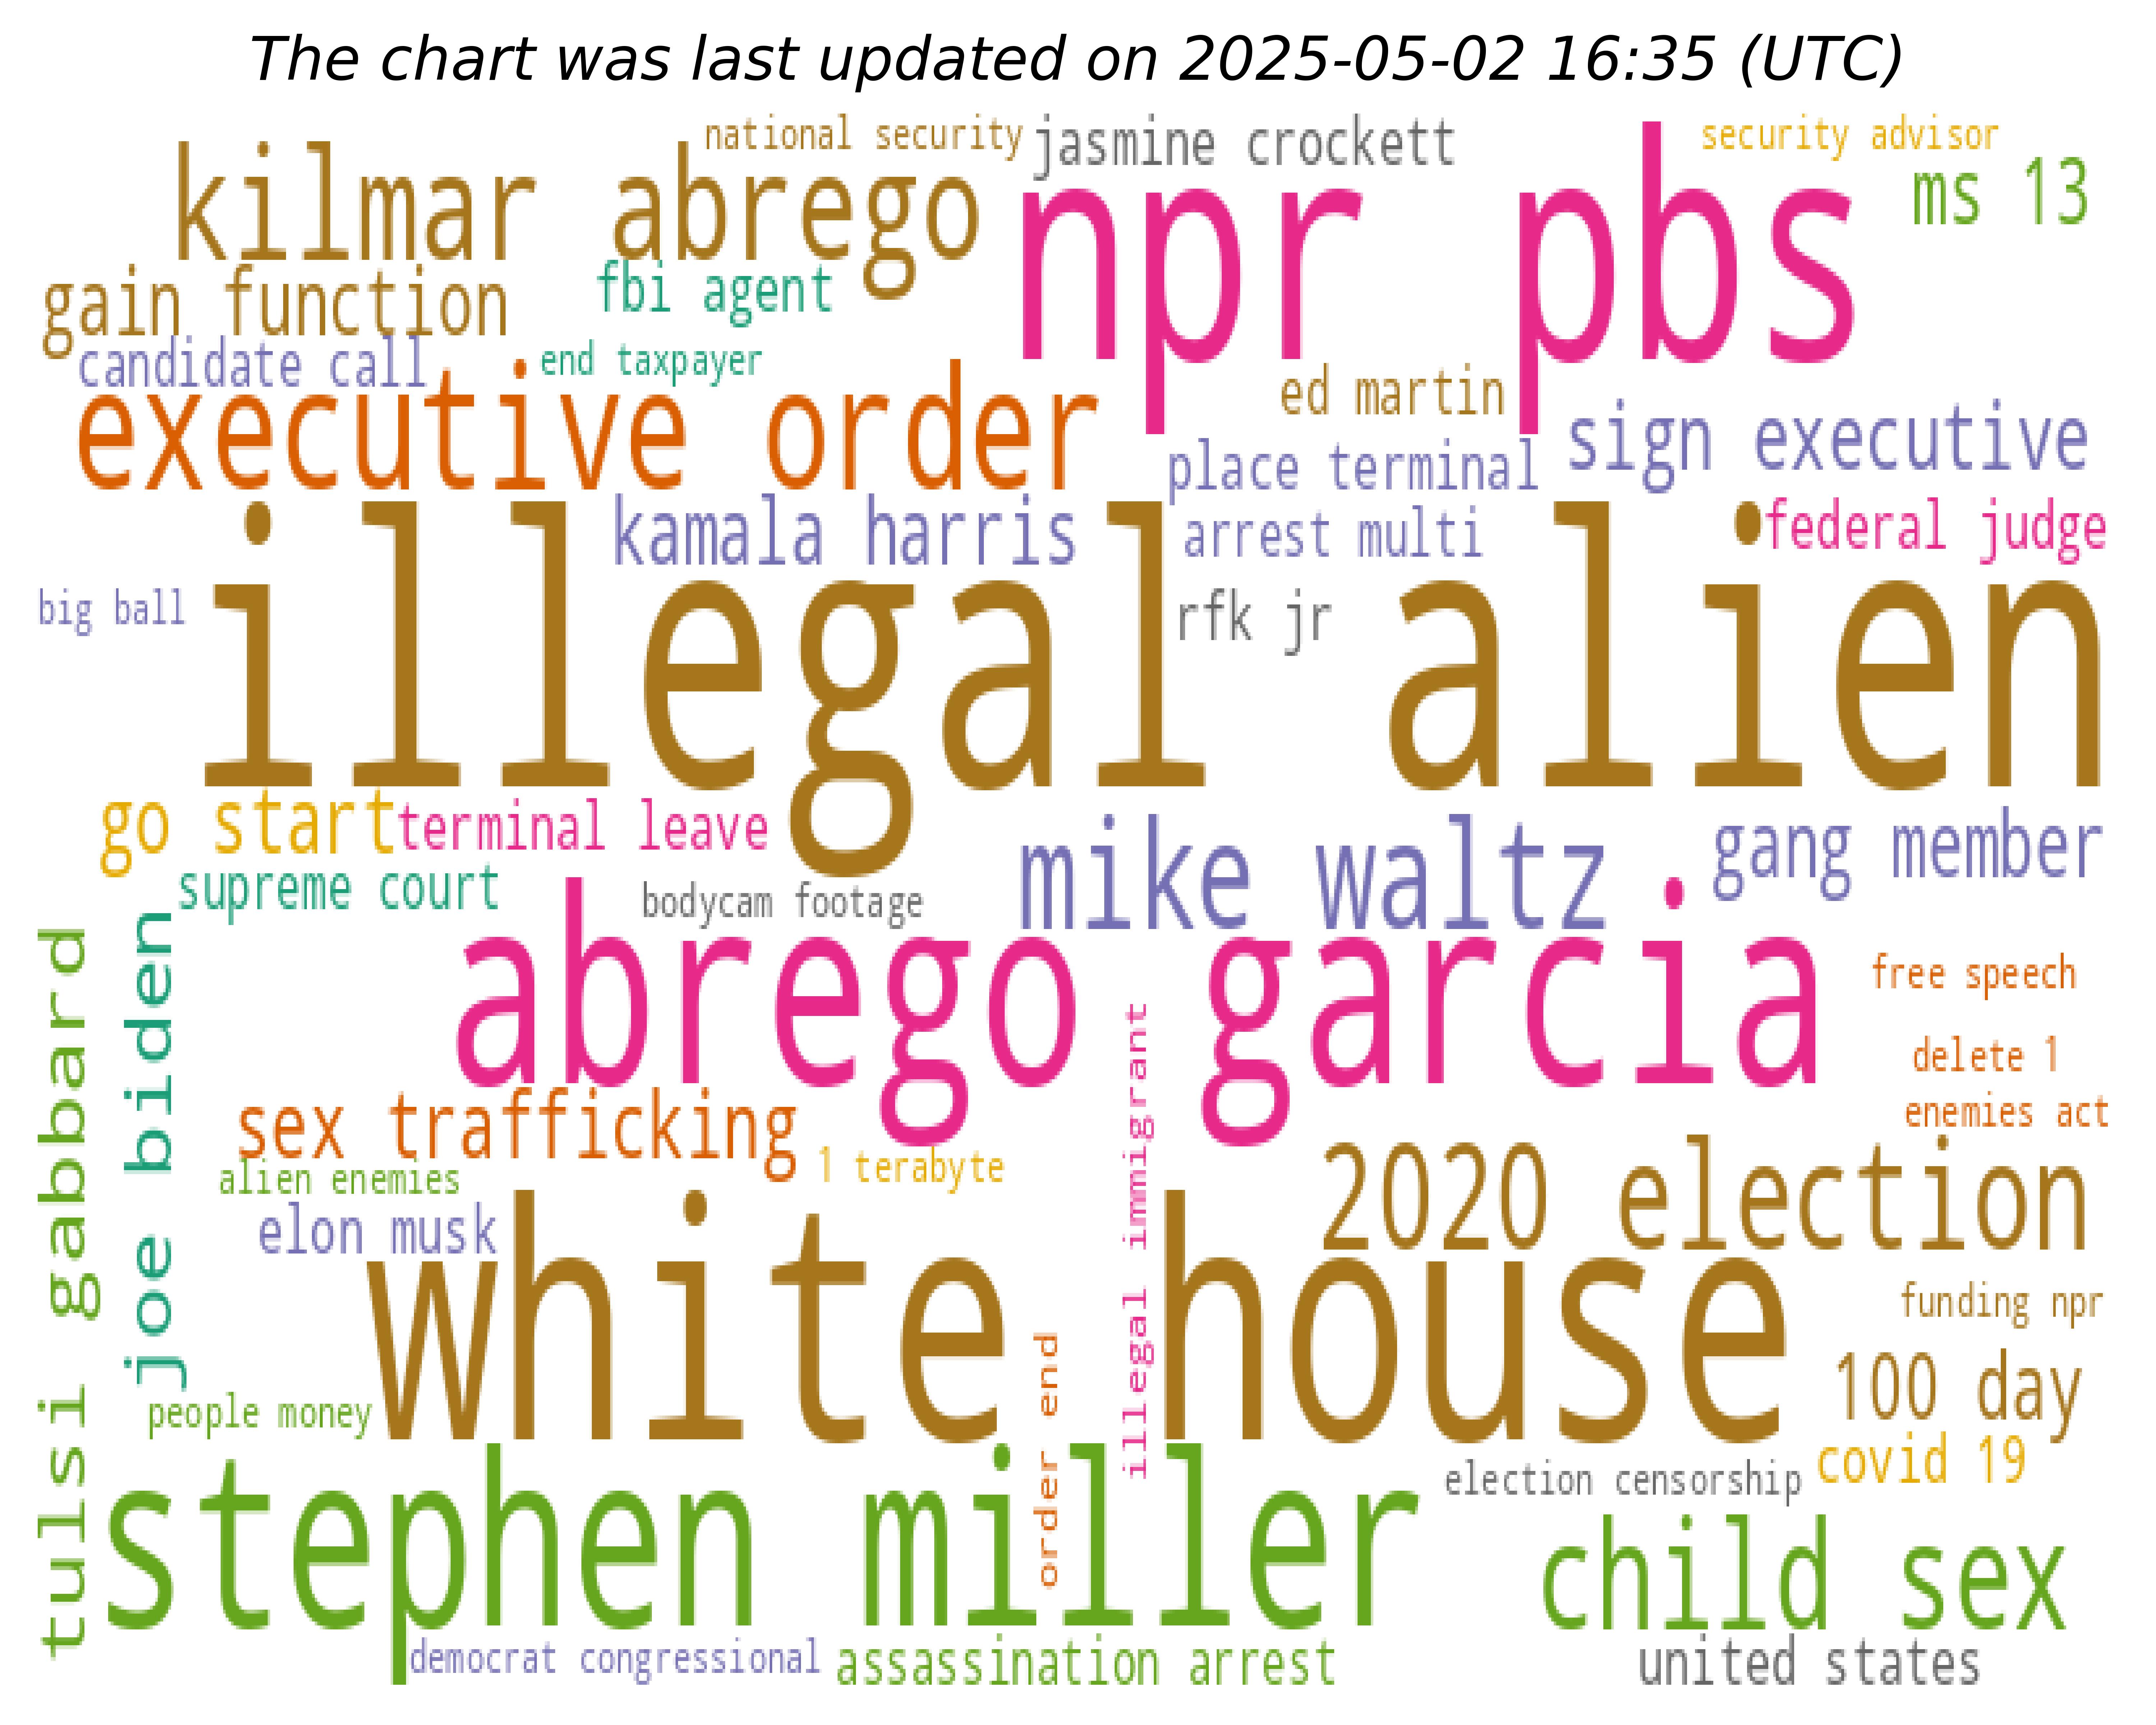 The chart was last updated on 2025-05-02 16:35 (UTC)
national security
jasmine crockett
security advisor
kilmar abrego
npr pbs
ms 13
gain function
fbi agent
candidate call
end taxpayer
ed martin
executive order
place terminal
sign executive
kamala harris
arrest multi
federal judge
big ball
illegal alien
rfk jr
go start
terminal leave
mike waltz
gang member
supreme court
bodycam footage
abrego garcia
free speech
tulsi gabbard
joe biden
illegal immigrant
delete 1
enemies act
sex trafficking
alien enemies
1 terabyte
2020 election
elon musk
white house
funding npr
100 day
people money
order end
covid 19
election censorship
stephen miller
child sex
democrat congressional
assassination arrest
united states